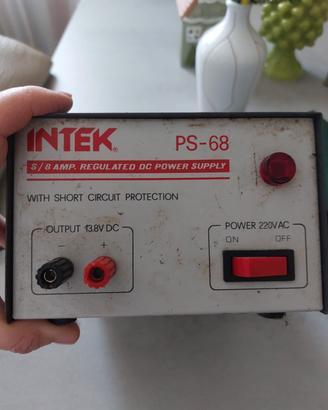 INTEK®
PS-68
5/8 AMP. REGULATED DC POWER SUPPLY
WITH SHORT CIRCUIT PROTECTION
OUTPUT 13.8V DC
- +
POWER 220VAC
ON OFF